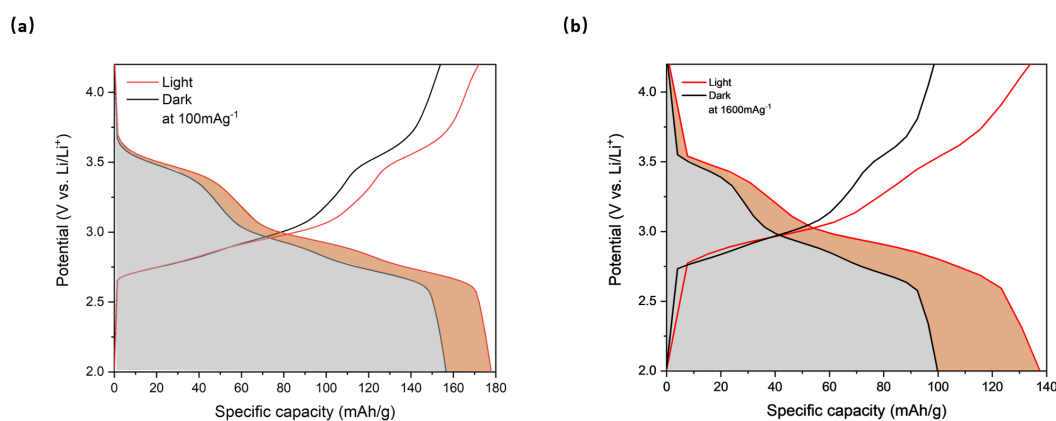 (a)
Light
Dark
at 100mAg⁻¹
Potential (V vs. Li/Li⁺)
4.0
3.5
3.0
2.5
2.0
0 20 40 60 80 100 120 140 160 180
Specific capacity (mAh/g)
(b)
Light
Dark
at 1600mAg⁻¹
Potential (V vs. Li/Li⁺)
4.0
3.5
3.0
2.5
2.0
0 20 40 60 80 100 120 140
Specific capacity (mAh/g)